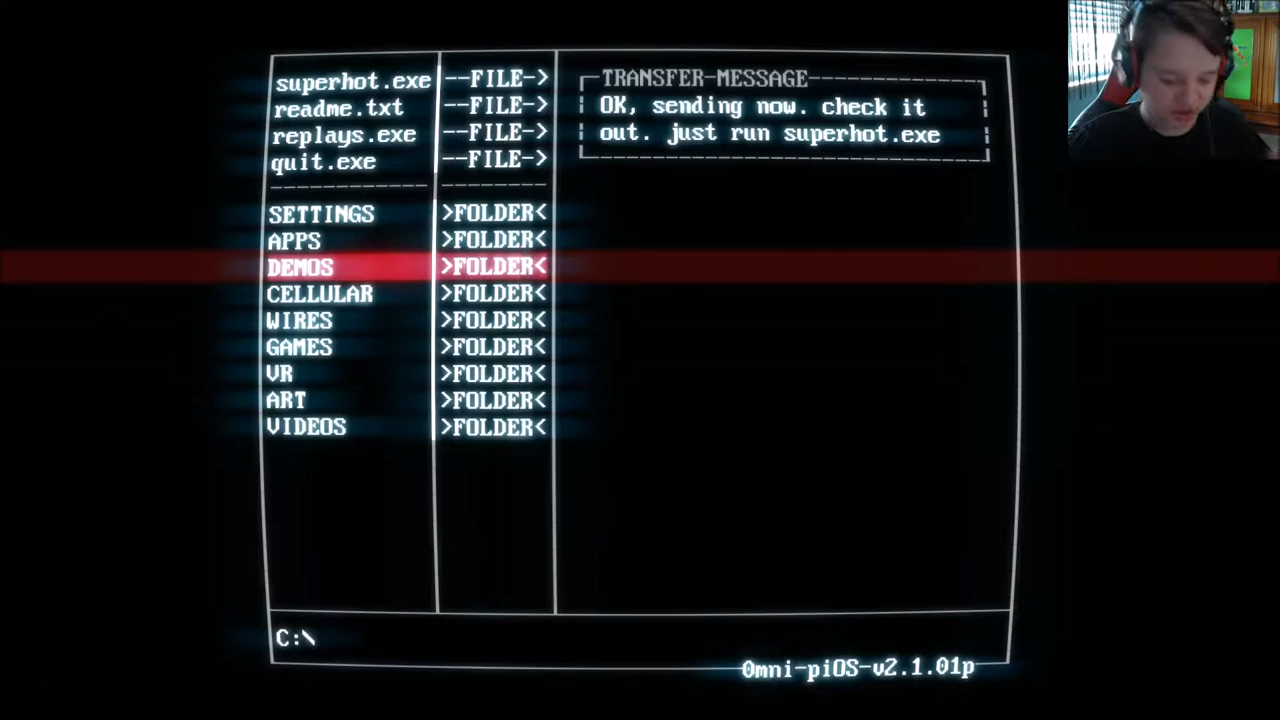 superhot.exe --FILE->
readme.txt --FILE->
replays.exe --FILE->
quit.exe --FILE->
SETTINGS >FOLDER<
APPS >FOLDER<
DEMOS >FOLDER<
CELLULAR >FOLDER<
WIRES >FOLDER<
GAMES >FOLDER<
VR >FOLDER<
ART >FOLDER<
VIDEOS >FOLDER<
TRANSFER-MESSAGE
OK, sending now. check it
out. just run superhot.exe
C:\
0mni-piOS-v2.1.01p